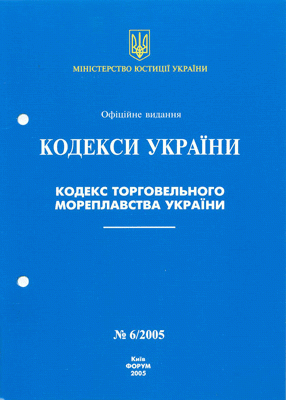 МІНІСТЕРСТВО ЮСТИЦІЇ УКРАЇНИ
Офіційне видання
КОДЕКСИ УКРАЇНИ
КОДЕКС ТОРГОВЕЛЬНОГО
МОРЕПЛАВСТВА УКРАЇНИ
№ 6/2005
Київ
ФОРУМ
2005